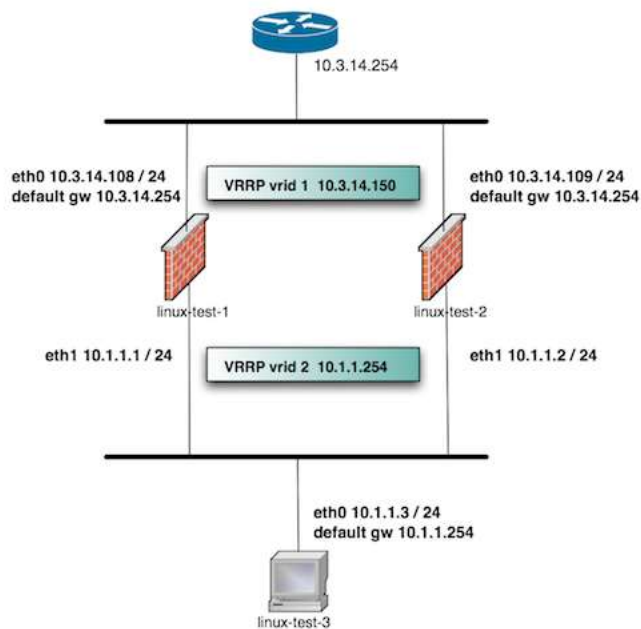 10.3.14.254
eth0 10.3.14.108 / 24
default gw 10.3.14.254
VRRP vrid 1 10.3.14.150
eth0 10.3.14.109 / 24
default gw 10.3.14.254
linux-test-1
linux-test-2
eth1 10.1.1.1 / 24
VRRP vrid 2 10.1.1.254
eth1 10.1.1.2 / 24
eth0 10.1.1.3 / 24
default gw 10.1.1.254
linux-test-3